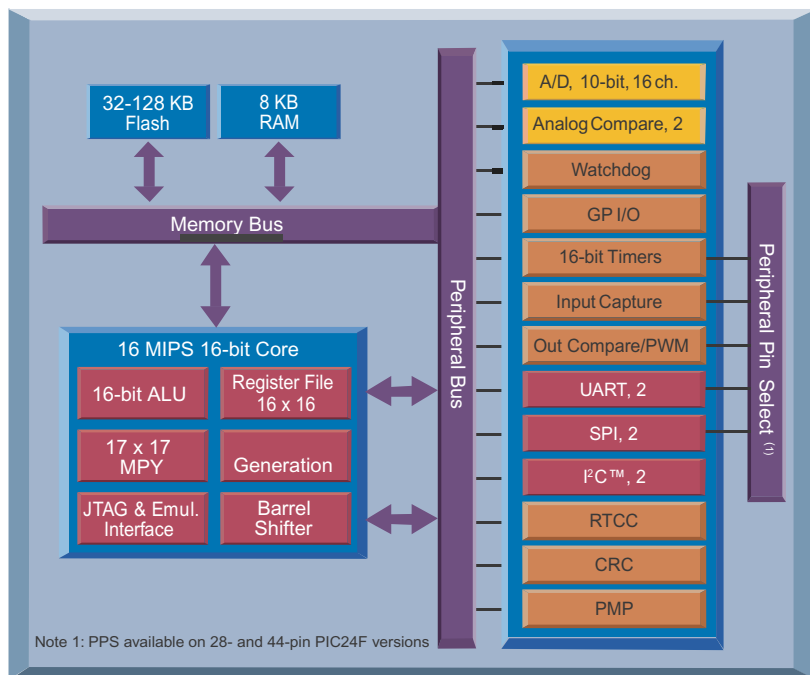 32-128 KB
Flash
8 KB
RAM
Memory Bus
16 MIPS 16-bit Core
16-bit ALU
Register File
16 x 16
17 x 17
MPY
Generation
JTAG & Emul.
Interface
Barrel
Shifter
Peripheral Bus
A/D, 10-bit, 16 ch.
Analog Compare, 2
Watchdog
GP I/O
16-bit Timers
Input Capture
Out Compare/PWM
UART, 2
SPI, 2
I²C™, 2
RTCC
CRC
PMP
Peripheral Pin Select (1)
Note 1: PPS available on 28- and 44-pin PIC24F versions